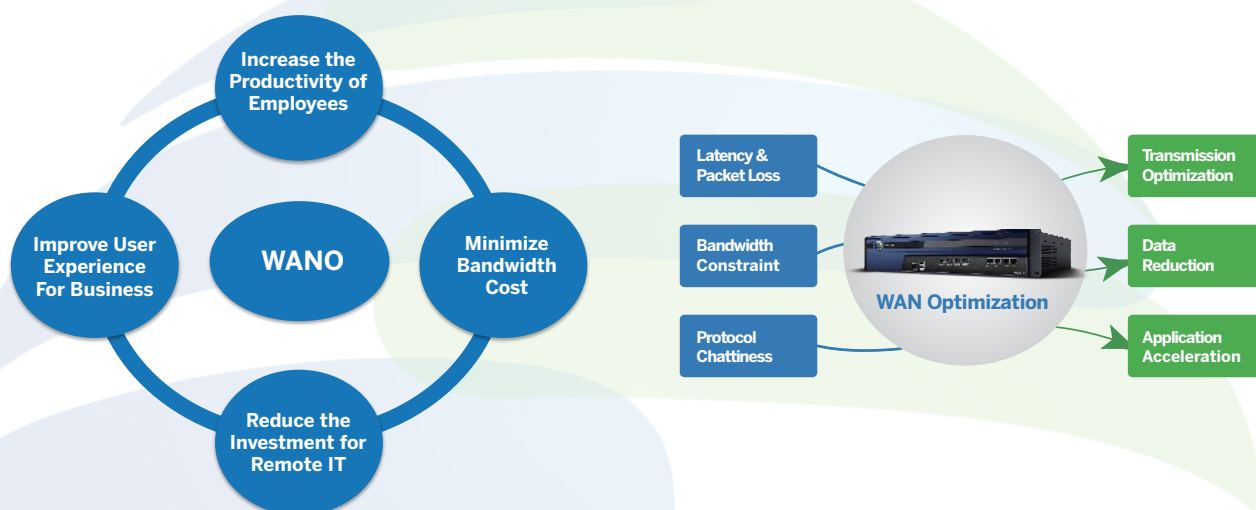 Increase the
Productivity of
Employees
Improve User
Experience
For Business
WANO
Minimize
Bandwidth
Cost
Reduce the
Investment for
Remote IT
Latency &
Packet Loss
Bandwidth
Constraint
Protocol
Chattiness
WAN Optimization
Transmission
Optimization
Data
Reduction
Application
Acceleration